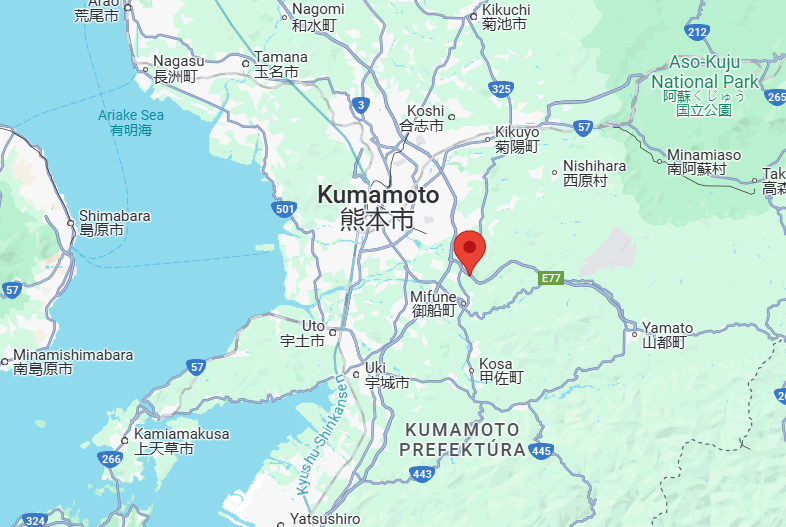 Arao
荒尾市
Nagomi
和水町
Kikuchi
菊池市
212
Nagasu
長洲町
Tamana
玉名市
Aso-Kuju
National Park
阿蘇くじゅう
国立公園
325
265
3
Ariake Sea
有明海
Koshi
合志市
57
Kikuyo
菊陽町
Minamiaso
南阿蘇村
Nishihara
西原村
Tak
高森
Kumamoto
熊本市
501
Shimabara
島原市
57
E77
Mifune
御船町
Uto
宇土市
Yamato
山都町
Minamishimabara
南島原市
57
Uki
宇城市
Kosa
甲佐町
Kyushu-Shinkansen
Kamiamakusa
上天草市
KUMAMOTO
PREFEKTÚRA
266
445
443
324
Yatsushiro